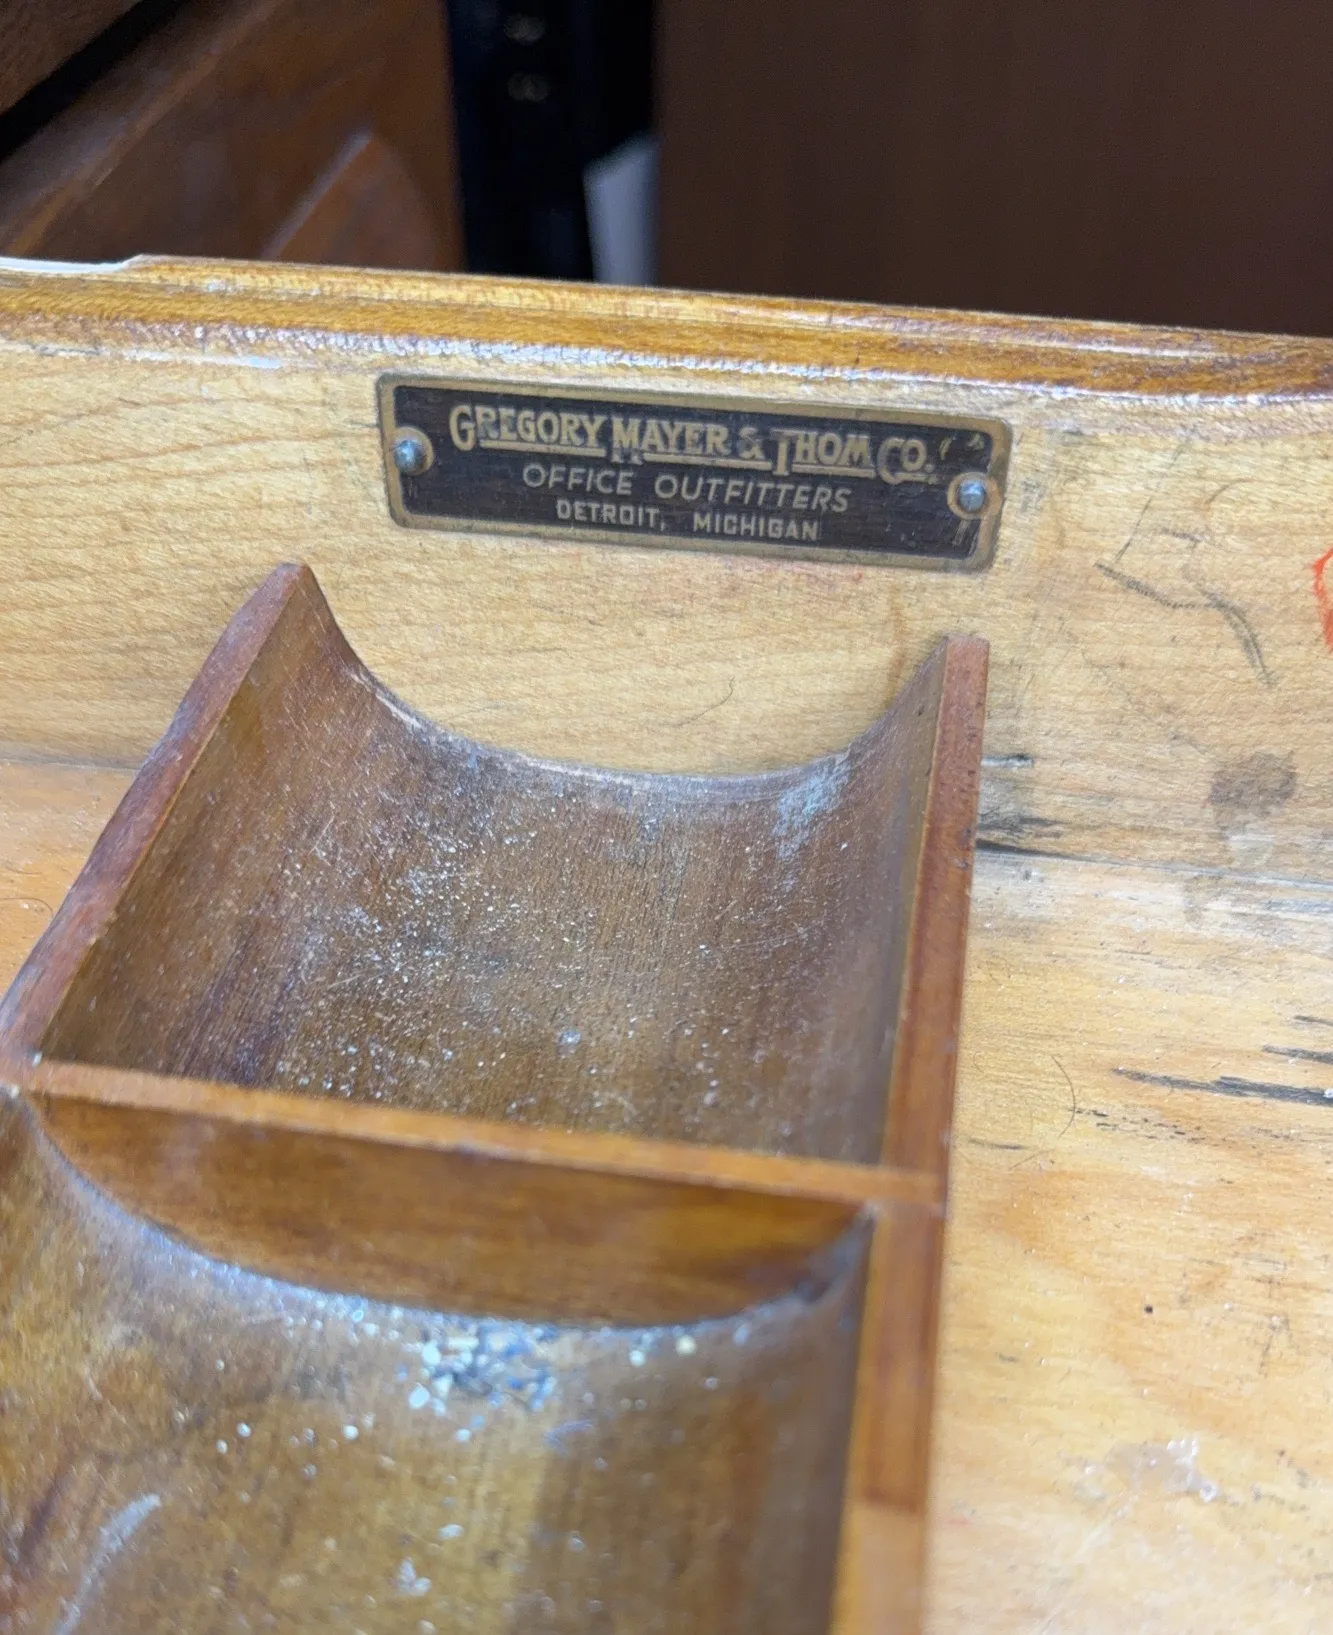 GREGORY MAYER & THOM CO.
OFFICE OUTFITTERS
DETROIT, MICHIGAN